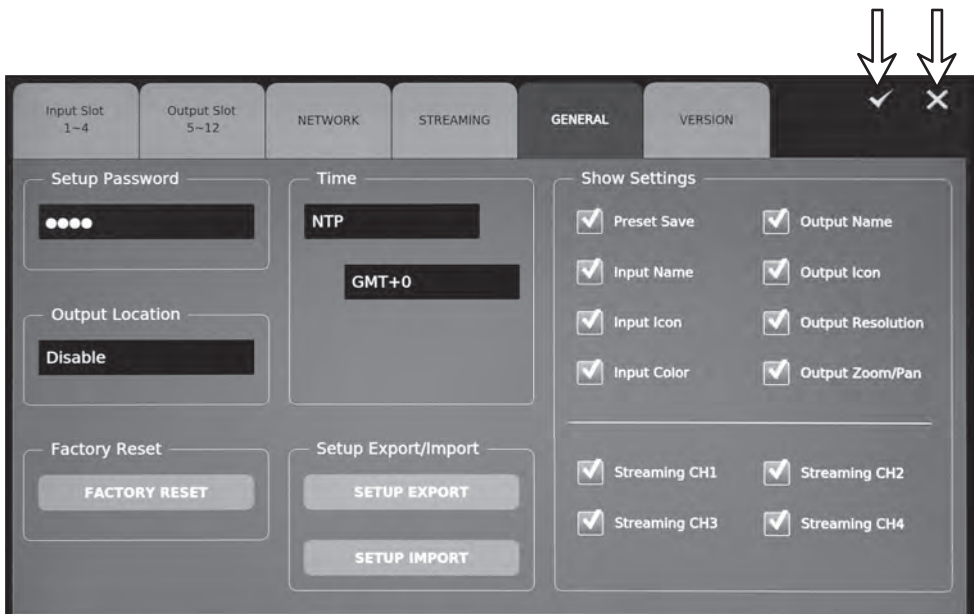 Input Slot
1~4
Output Slot
5~12
NETWORK
STREAMING
GENERAL
VERSION
Setup Password
Time
NTP
GMT+0
Output Location
Disable
Factory Reset
FACTORY RESET
Setup Export/Import
SETUP EXPORT
SETUP IMPORT
Show Settings
Preset Save
Output Name
Input Name
Output Icon
Input Icon
Output Resolution
Input Color
Output Zoom/Pan
Streaming CH1
Streaming CH2
Streaming CH3
Streaming CH4